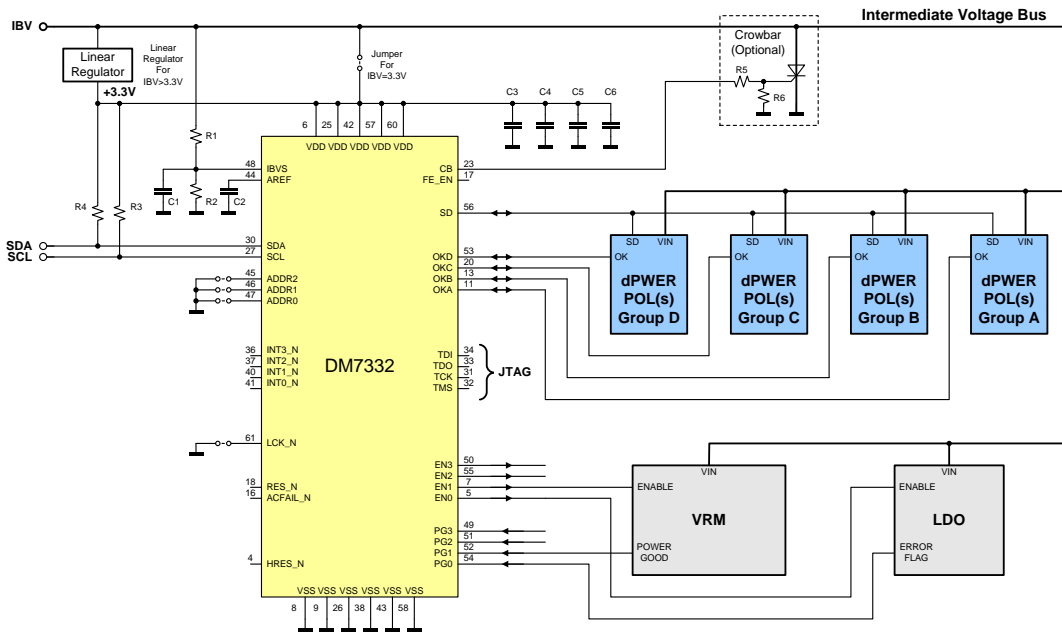 IBV
Intermediate Voltage Bus
Linear
Regulator
Linear
Regulator
For
IBV>3.3V
Jumper
For
IBV=3.3V
Crowbar
(Optional)
R5
R6
+3.3V
C3 C4 C5 C6
6 25 42 57 60
VDD VDD VDD VDD VDD
R1
R2
C1
C2
R4
R3
48 IBVS
44 AREF
SDA
SCL
30 SDA
27 SCL
45 ADDR2
46 ADDR1
47 ADDR0
36 INT3_N
37 INT2_N
40 INT1_N
41 INT0_N
61 LCK_N
18 RES_N
16 ACFAIL_N
4 HRES_N
DM7332
CB 23
FE_EN 17
SD 56
OKD 53
OKC 20
OKB 13
OKA 11
TDI 34
TDO 33
TCK 31
TMS 32
JTAG
EN3 50
EN2 55
EN1 7
EN0 5
PG3 49
PG2 51
PG1 52
PG0 54
VSS VSS VSS VSS VSS VSS
8 9 26 38 43 58
SD VIN
OK
dPWER
POL(s)
Group D
SD VIN
OK
dPWER
POL(s)
Group C
SD VIN
OK
dPWER
POL(s)
Group B
SD VIN
OK
dPWER
POL(s)
Group A
VIN
ENABLE
VRM
POWER
GOOD
VIN
ENABLE
LDO
ERROR
FLAG